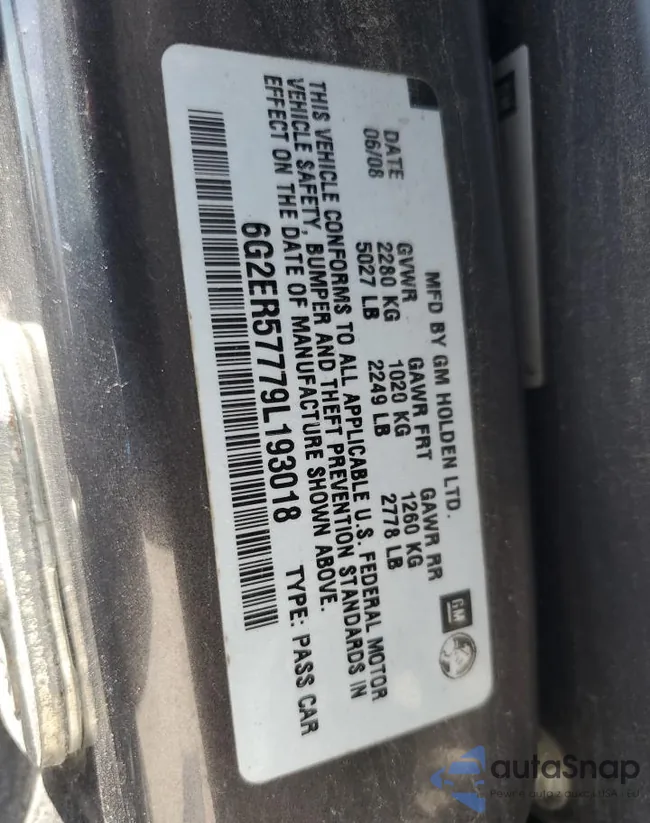 MFD BY GM HOLDEN LTD.
DATE GVWR GAWR FRT GAWR RR
06/08 2280 KG 1020 KG 1260 KG
5027 LB 2249 LB 2778 LB
THIS VEHICLE CONFORMS TO ALL APPLICABLE U.S. FEDERAL MOTOR
VEHICLE SAFETY, BUMPER AND THEFT PREVENTION STANDARDS IN
EFFECT ON THE DATE OF MANUFACTURE SHOWN ABOVE.
6G2ER57779L193018 TYPE: PASS CAR
GM
autaSnap